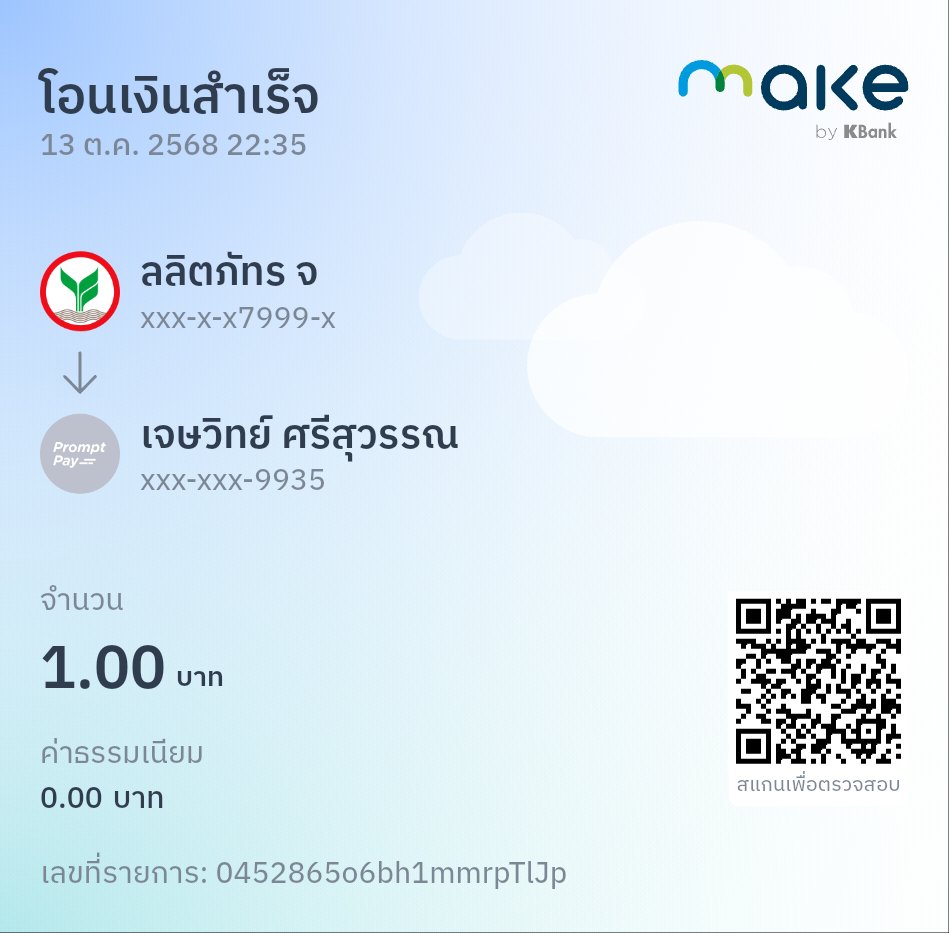 โอนเงินสำเร็จ
13 ต.ค. 2568 22:35
make
by KBank
ลลิตภัทร จ
xxx-x-x7999-x
Prompt
Pay
เจษวิทย์ ศรีสุวรรณ
xxx-xxx-9935
จำนวน
1.00 บาท
ค่าธรรมเนียม
0.00 บาท
สแกนเพื่อตรวจสอบ
เลขที่รายการ: 0452865o6bh1mmrpTlJp